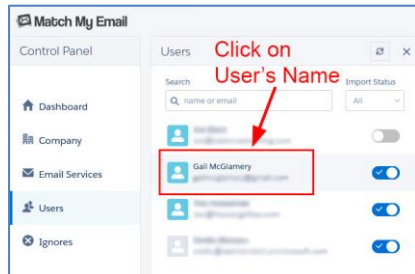 Match My Email
Control Panel
Users
Click on
User's Name
Search
Import Status
name or email
All
Dashboard
Company
Email Services
Users
Ignores
Gail McGlamery